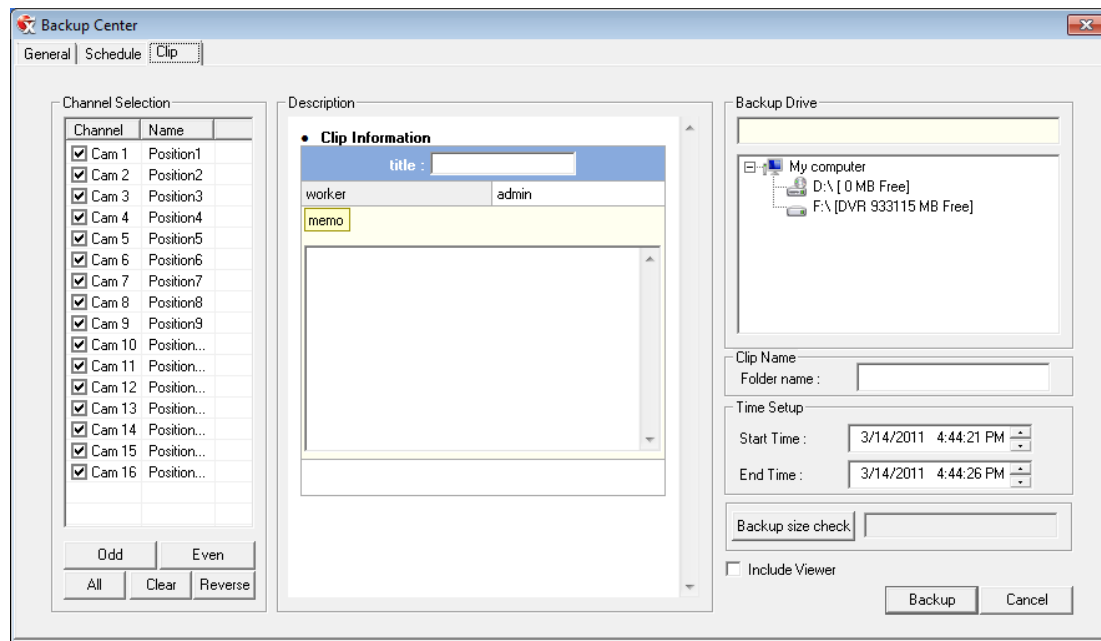 Backup Center
General Schedule Clip
Channel Selection
Channel Name
Cam 1 Position1
Cam 2 Position2
Cam 3 Position3
Cam 4 Position4
Cam 5 Position5
Cam 6 Position6
Cam 7 Position7
Cam 8 Position8
Cam 9 Position9
Cam 10 Position...
Cam 11 Position...
Cam 12 Position...
Cam 13 Position...
Cam 14 Position...
Cam 15 Position...
Cam 16 Position...
Odd Even
All Clear Reverse
Description
• Clip Information
title :
worker admin
memo
Backup Drive
My computer
D:\ [ 0 MB Free]
F:\ [DVR 933115 MB Free]
Clip Name
Folder name :
Time Setup
Start Time : 3/14/2011 4:44:21 PM
End Time : 3/14/2011 4:44:26 PM
Backup size check
Include Viewer
Backup Cancel